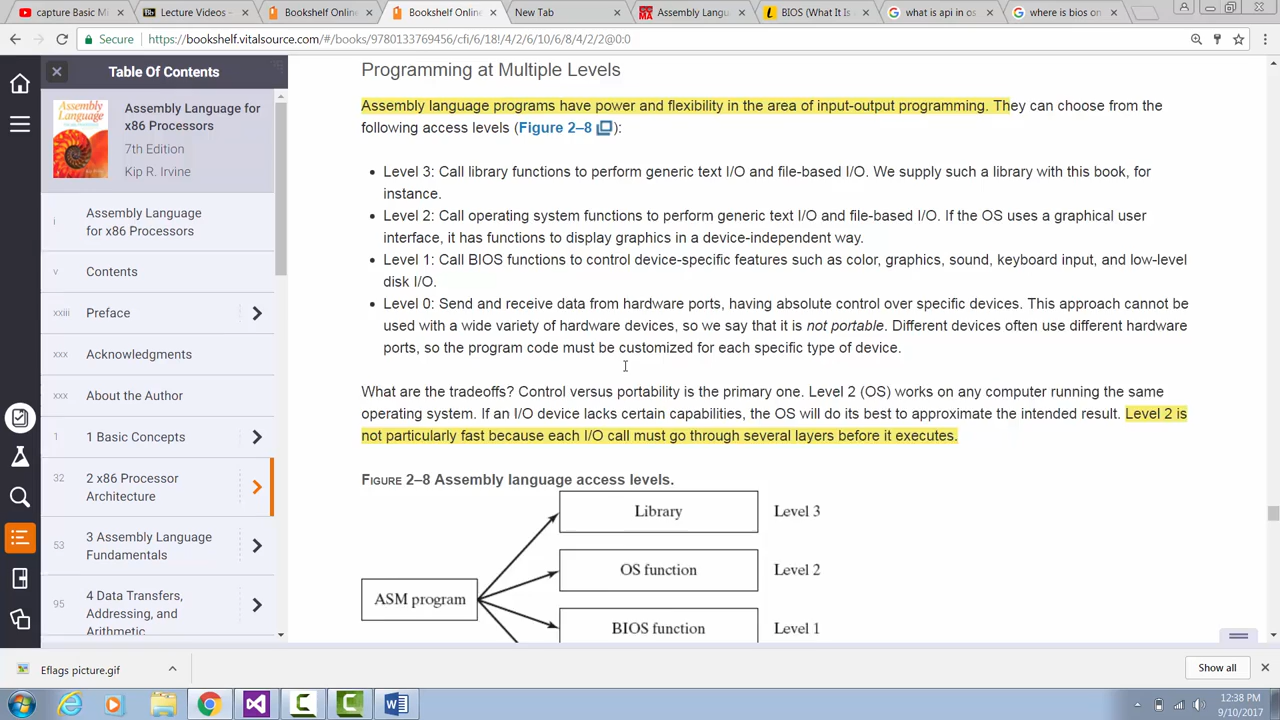 capture Basic M
Lecture Videos –
Bookshelf Online
Bookshelf Online
New Tab
Assembly Langu
BIOS (What It Is
what is api in os
where is bios on
Secure
https://bookshelf.vitalsource.com/#/books/9780133769456/cfi/6/18!/4/2/6/10/6/8/4/2/2@0:0
Table Of Contents
Assembly Language for
x86 Processors
7th Edition
Kip R. Irvine
i
Assembly Language
for x86 Processors
v Contents
xxiii Preface
xxx Acknowledgments
xxx About the Author
1 1 Basic Concepts
32 2 x86 Processor
Architecture
53 3 Assembly Language
Fundamentals
95 4 Data Transfers,
Addressing, and
Arithmetic
Programming at Multiple Levels
Assembly language programs have power and flexibility in the area of input-output programming. They can choose from the
following access levels (Figure 2–8):
• Level 3: Call library functions to perform generic text I/O and file-based I/O. We supply such a library with this book, for
instance.
• Level 2: Call operating system functions to perform generic text I/O and file-based I/O. If the OS uses a graphical user
interface, it has functions to display graphics in a device-independent way.
• Level 1: Call BIOS functions to control device-specific features such as color, graphics, sound, keyboard input, and low-level
disk I/O.
• Level 0: Send and receive data from hardware ports, having absolute control over specific devices. This approach cannot be
used with a wide variety of hardware devices, so we say that it is not portable. Different devices often use different hardware
ports, so the program code must be customized for each specific type of device.
What are the tradeoffs? Control versus portability is the primary one. Level 2 (OS) works on any computer running the same
operating system. If an I/O device lacks certain capabilities, the OS will do its best to approximate the intended result. Level 2 is
not particularly fast because each I/O call must go through several layers before it executes.
Figure 2–8 Assembly language access levels.
Library Level 3
OS function Level 2
ASM program
BIOS function Level 1
Eflags picture.gif
Show all
12:38 PM
9/10/2017